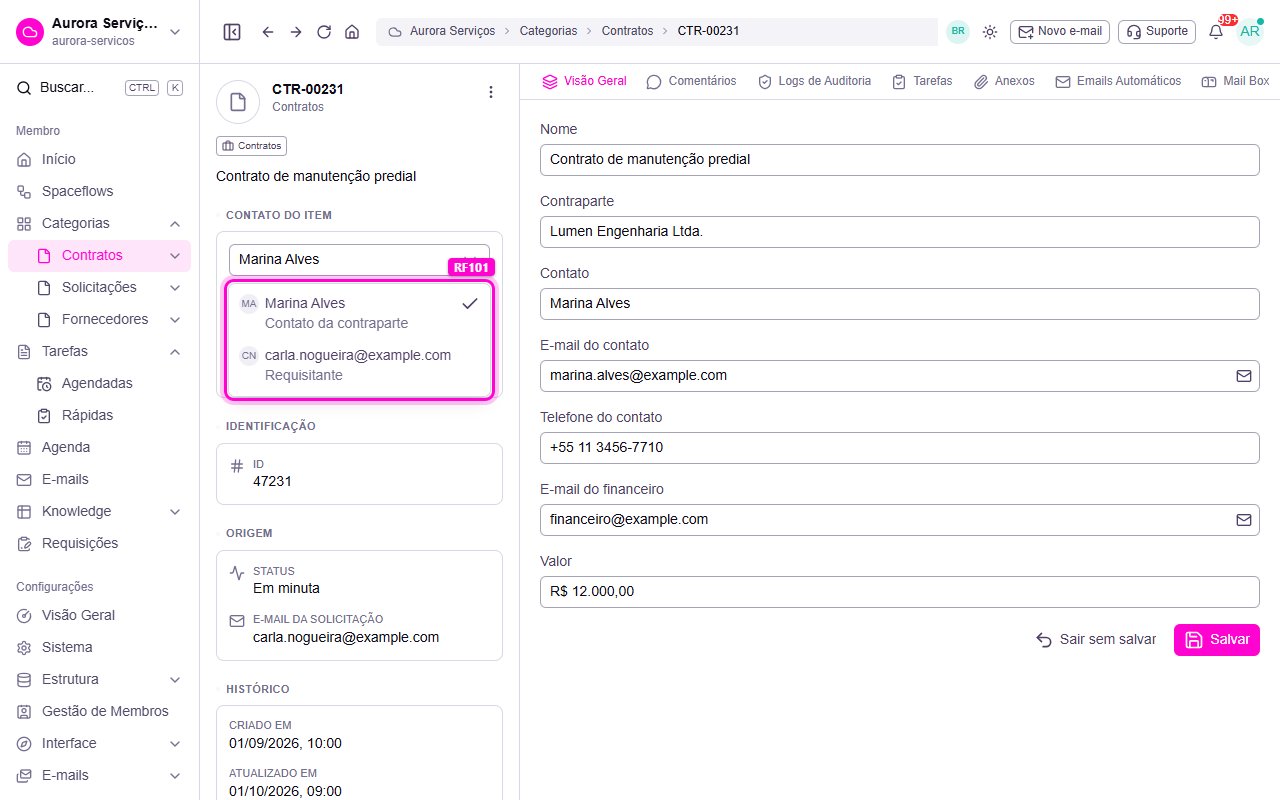 Aurora Serviç...
aurora-servicos
Buscar... CTRL K
Membro
Início
Spaceflows
Categorias
Contratos
Solicitações
Fornecedores
Tarefas
Agendadas
Rápidas
Agenda
E-mails
Knowledge
Requisições
Configurações
Visão Geral
Sistema
Estrutura
Gestão de Membros
Interface
E-mails
Aurora Serviços Categorias Contratos CTR-00231
BR
Novo e-mail
Suporte
99+
AR
CTR-00231
Contratos
Contratos
Contrato de manutenção predial
CONTATO DO ITEM
Marina Alves
RF101
MA Marina Alves
Contato da contraparte
CN carla.nogueira@example.com
Requisitante
IDENTIFICAÇÃO
ID
47231
ORIGEM
STATUS
Em minuta
E-MAIL DA SOLICITAÇÃO
carla.nogueira@example.com
HISTÓRICO
CRIADO EM
01/09/2026, 10:00
ATUALIZADO EM
01/10/2026, 09:00
Visão Geral Comentários Logs de Auditoria Tarefas Anexos Emails Automáticos Mail Box
Nome
Contrato de manutenção predial
Contraparte
Lumen Engenharia Ltda.
Contato
Marina Alves
E-mail do contato
marina.alves@example.com
Telefone do contato
+55 11 3456-7710
E-mail do financeiro
financeiro@example.com
Valor
R$ 12.000,00
Sair sem salvar
Salvar